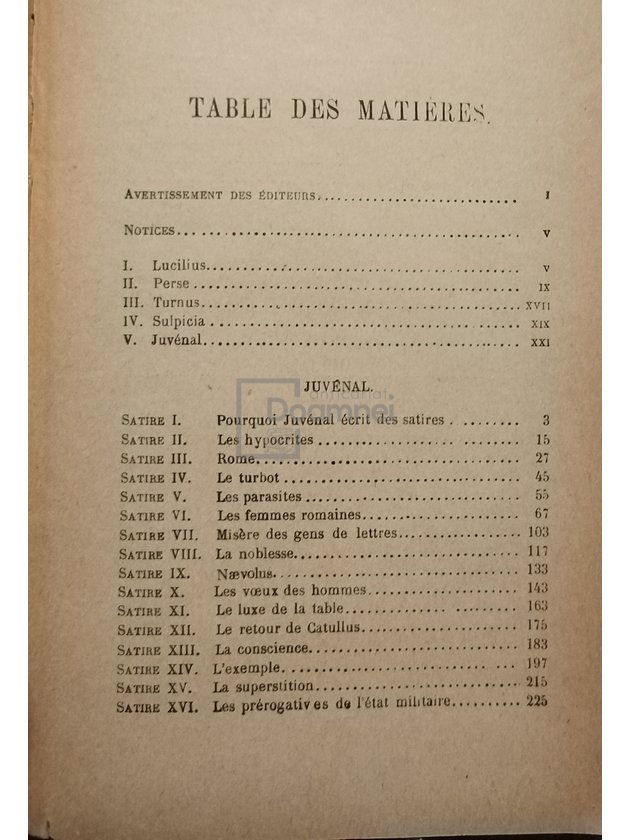 TABLE DES MATIÈRES.
AVERTISSEMENT DES ÉDITEURS. I
NOTICES. V
I. Lucilius. V
II. Perse IX
III. Turnus. XVII
IV. Sulpicia XIX
V. Juvénal. XXI
JUVÉNAL.
anticariat
Dogmnei
SATIRE I. Pourquoi Juvénal écrit des satires 3
SATIRE II. Les hypocrites 15
SATIRE III. Rome. 27
SATIRE IV. Le turbot 45
SATIRE V. Les parasites 55
SATIRE VI. Les femmes romaines. 67
SATIRE VII. Misère des gens de lettres. 103
SATIRE VIII. La noblesse. 117
SATIRE IX. Nævolus. 133
SATIRE X. Les vœux des hommes. 143
SATIRE XI. Le luxe de la table. 163
SATIRE XII. Le retour de Catullus. 175
SATIRE XIII. La conscience. 183
SATIRE XIV. L'exemple. 197
SATIRE XV. La superstition. 215
SATIRE XVI. Les prérogatives de l'état militaire. 225